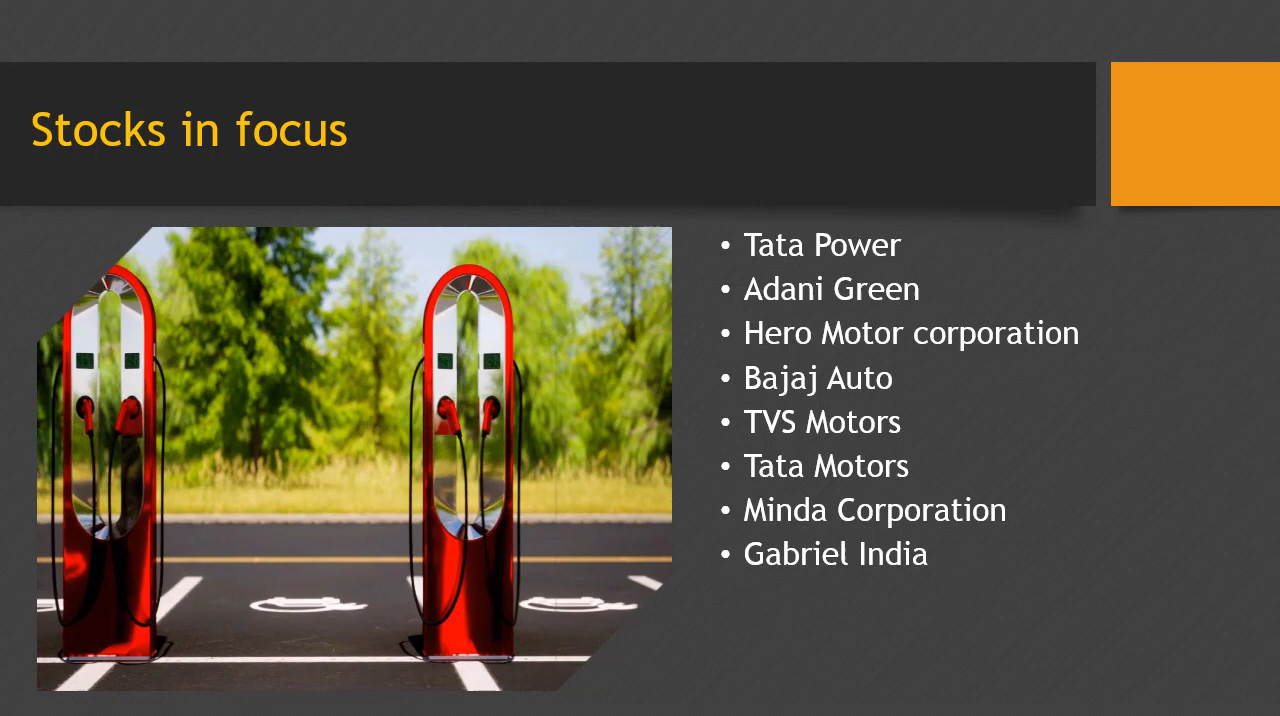 Stocks in focus
• Tata Power
• Adani Green
• Hero Motor corporation
• Bajaj Auto
• TVS Motors
• Tata Motors
• Minda Corporation
• Gabriel India